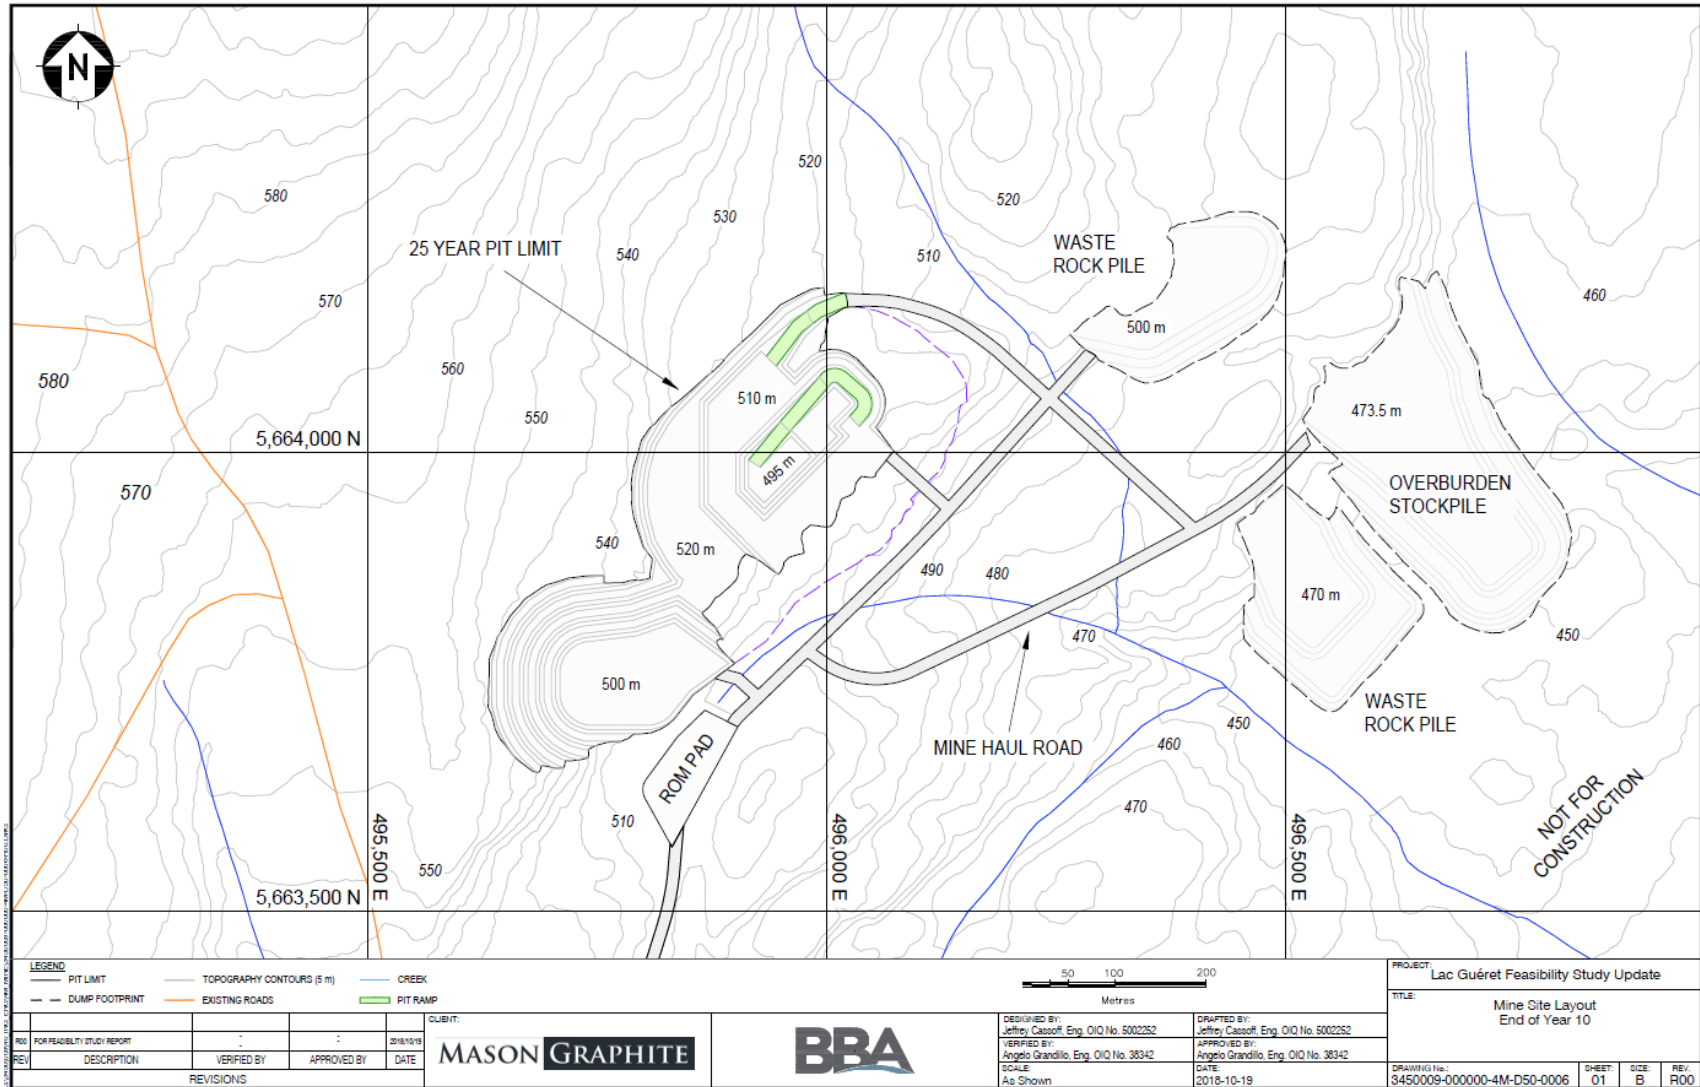 N
580
570
580
570
560
550
540
530
520
520
510
460
25 YEAR PIT LIMIT
WASTE
ROCK PILE
500 m
510 m
473.5 m
5,664,000 N
495 m
OVERBURDEN
STOCKPILE
540
520 m
490
480
470 m
470
450
500 m
WASTE
ROCK PILE
450
460
MINE HAUL ROAD
ROM PAD
470
510
550
NOT FOR
CONSTRUCTION
495,500 E
496,000 E
496,500 E
5,663,500 N
LEGEND
PIT LIMIT
TOPOGRAPHY CONTOURS (5 m)
CREEK
DUMP FOOTPRINT
EXISTING ROADS
PIT RAMP
50 100 200
Metres
PROJECT:
Lac Guéret Feasibility Study Update
TITLE:
Mine Site Layout
End of Year 10
R00 FOR FEASIBILITY STUDY REPORT - - 2018/10/19
REV DESCRIPTION VERIFIED BY APPROVED BY DATE
REVISIONS
CLIENT:
MASON GRAPHITE
BBA
DESIGNED BY:
Jeffrey Cassoff, Eng. OIQ No. 5002252
DRAFTED BY:
Jeffrey Cassoff, Eng. OIQ No. 5002252
VERIFIED BY:
Angelo Grandillo, Eng. OIQ No. 38342
APPROVED BY:
Angelo Grandillo, Eng. OIQ No. 38342
SCALE:
As Shown
DATE:
2018-10-19
DRAWING No.:
3450009-000000-4M-D50-0006
SHEET:
01
SIZE:
B
REV.
R00